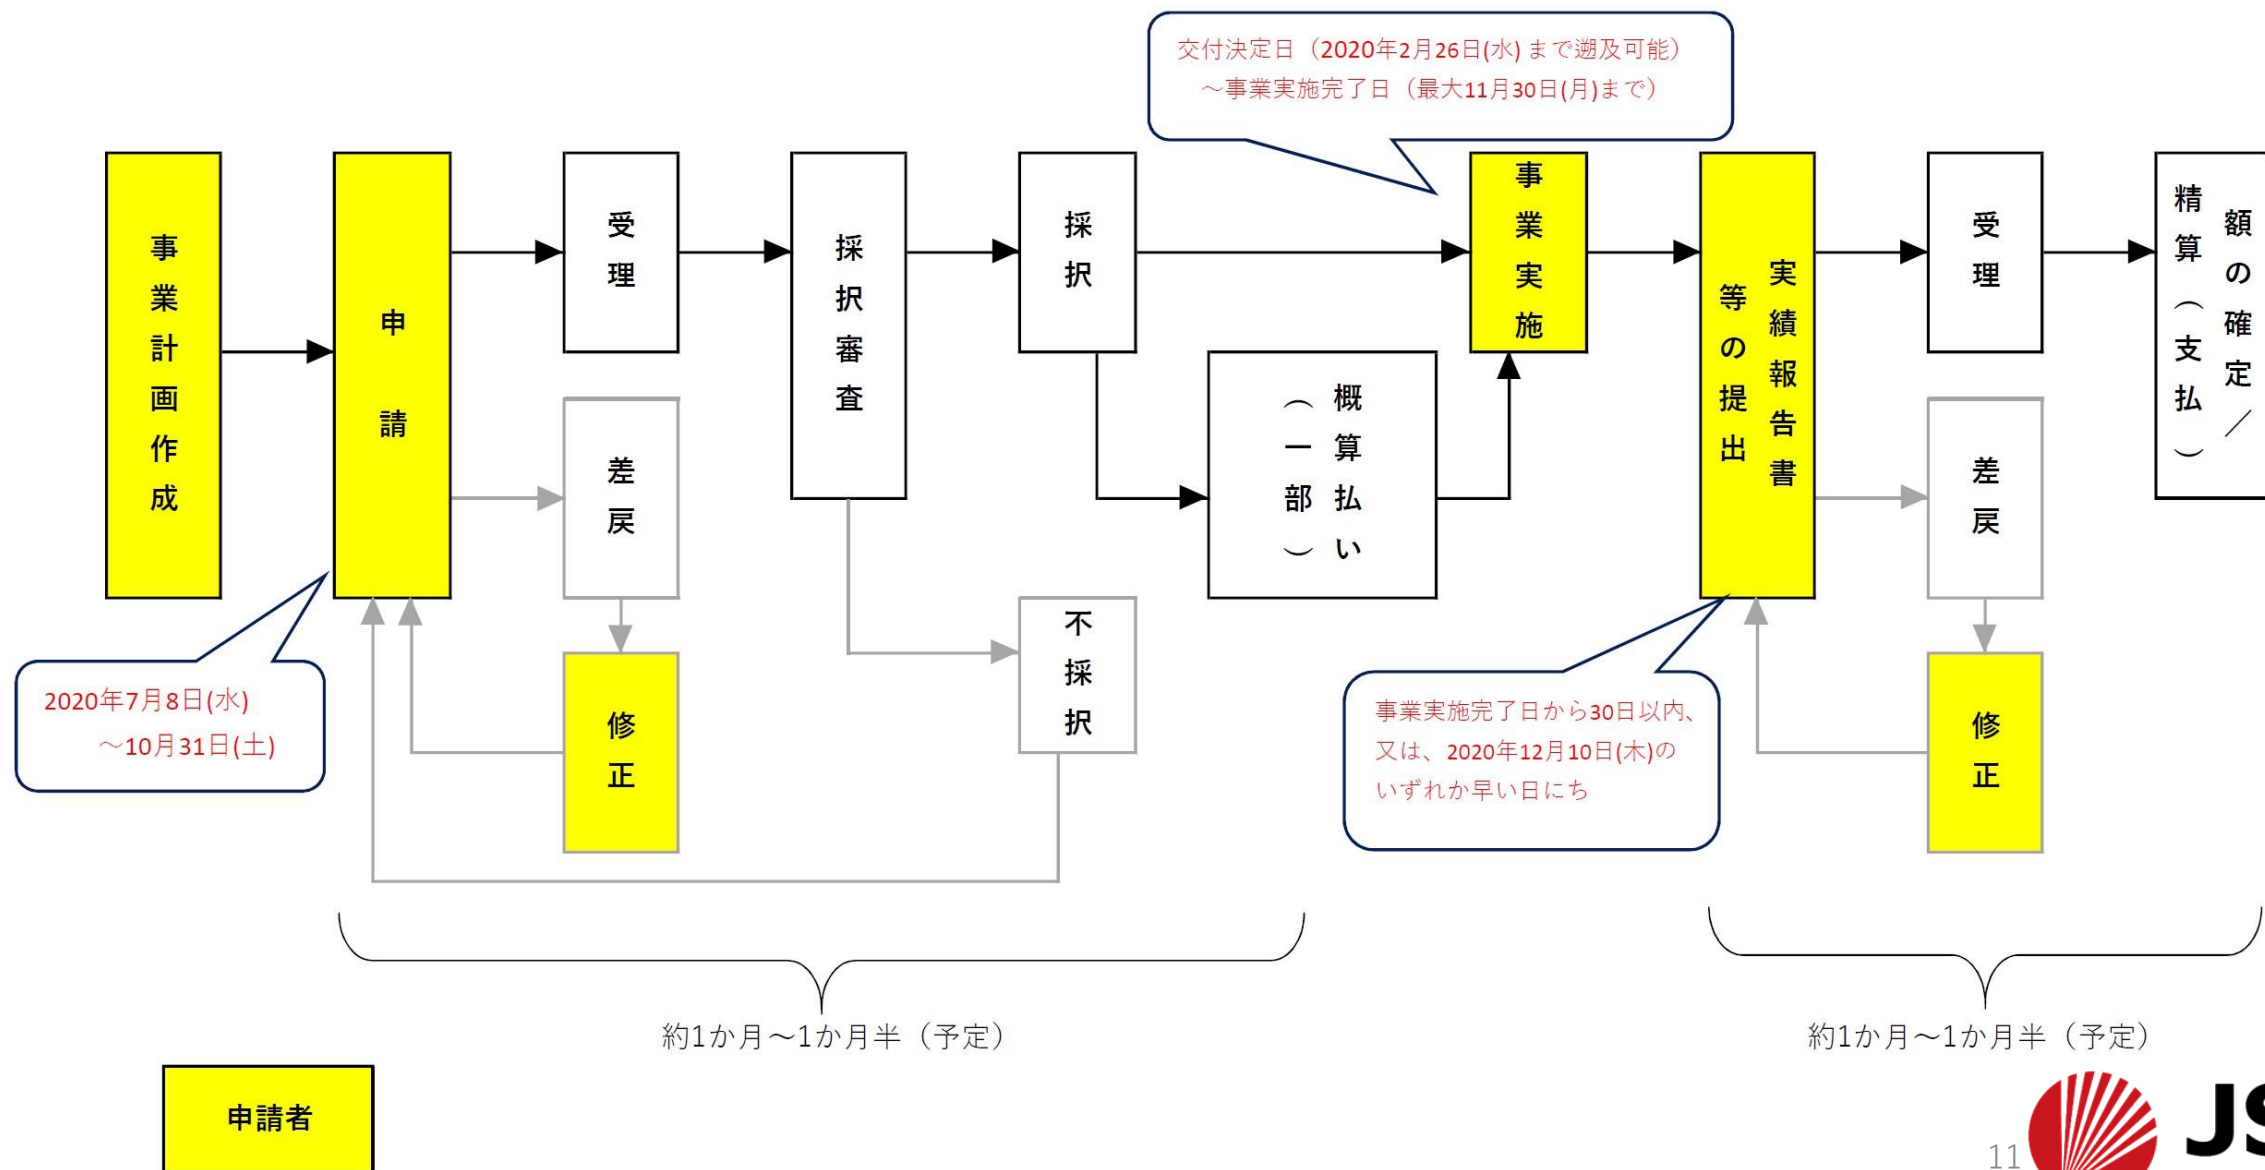 交付決定日（2020年2月26日(水) まで遡及可能）
～事業実施完了日（最大11月30日(月)まで）
事業計画作成
申請
受理
採択審査
採択
事業実施
実績報告書
等の提出
受理
額の確定／
精算（支払）
差戻
概算払い
（一部）
差戻
不採択
2020年7月8日(水)
～10月31日(土)
修正
事業実施完了日から30日以内、
又は、2020年12月10日(木)の
いずれか早い日にち
修正
約1か月～1か月半（予定）
約1か月～1か月半（予定）
申請者
11